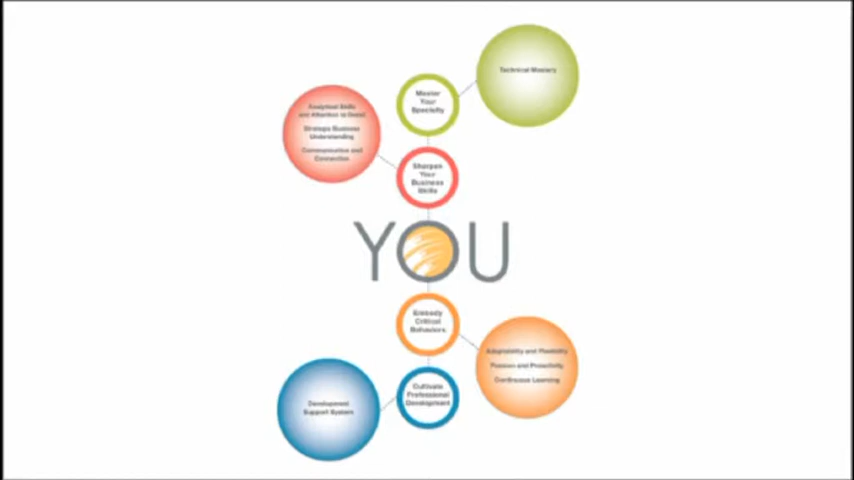 Technical Mastery
Master
Your
Specialty
Analytical Skills
and Attention to Detail
Strategic Business
Understanding
Communication and
Connection
Sharpen
Your
Business
Skills
YOU
Embody
Critical
Behaviors
Adaptability and Flexibility
Passion and Proactivity
Continuous Learning
Cultivate
Professional
Development
Development
Support System